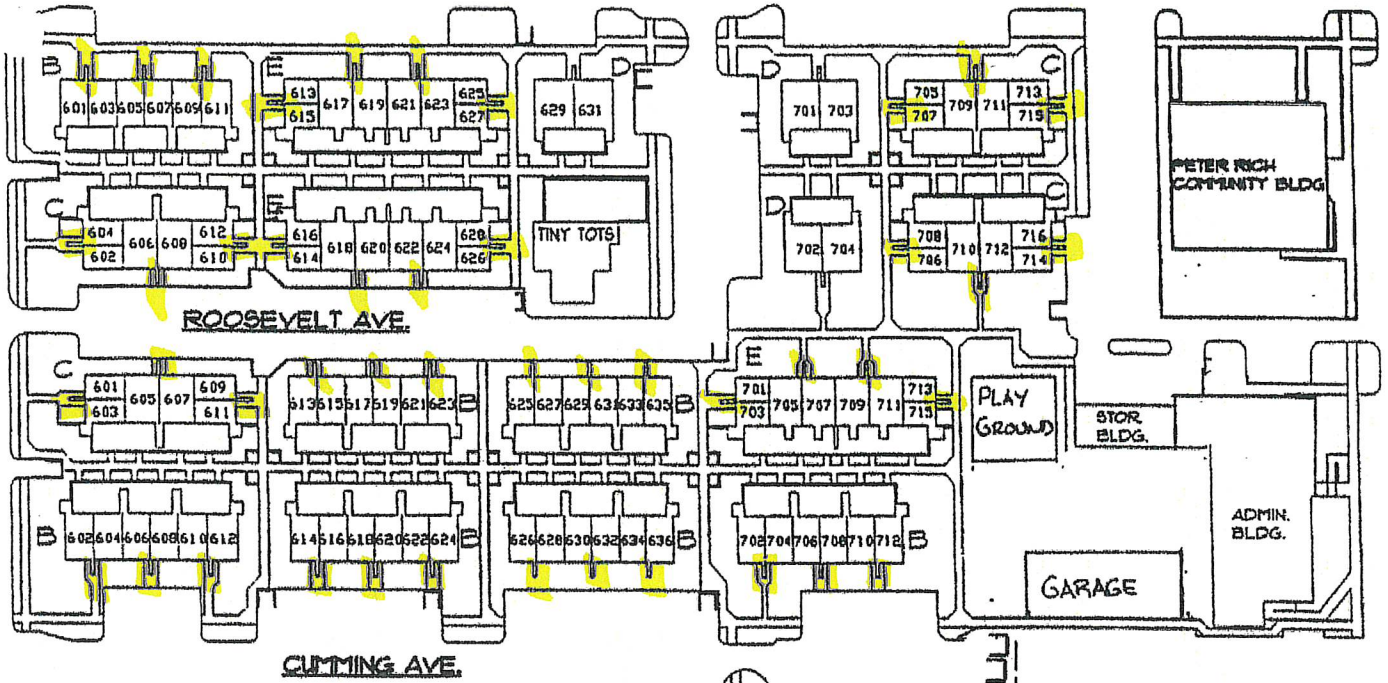 B
601 603 605 607 609 611
E
613
615
617 619 621 623
625
627
D
629 631
E
D
701 703
C
705
707
709 711
713
715
PETER RICH
COMMUNITY BLDG
C
604
602
606 608
612
610
E
616
614
618 620 622 624
628
626
TINY TOTS
D
702 704
C
708
706
710 712
716
714
ROOSEVELT AVE.
C
601
603
605 607
609
611
613 615 617 619 621 623 B
625 627 629 631 633 635 B
E
701
703
705 707 709 711
713
715
PLAY
GROUND
STOR.
BLDG.
B 602 604 606 608 610 612
614 616 618 620 622 624 B
626 628 630 632 634 636 B
702 704 706 708 710 712 B
ADMIN.
BLDG.
GARAGE
CUMMING AVE.